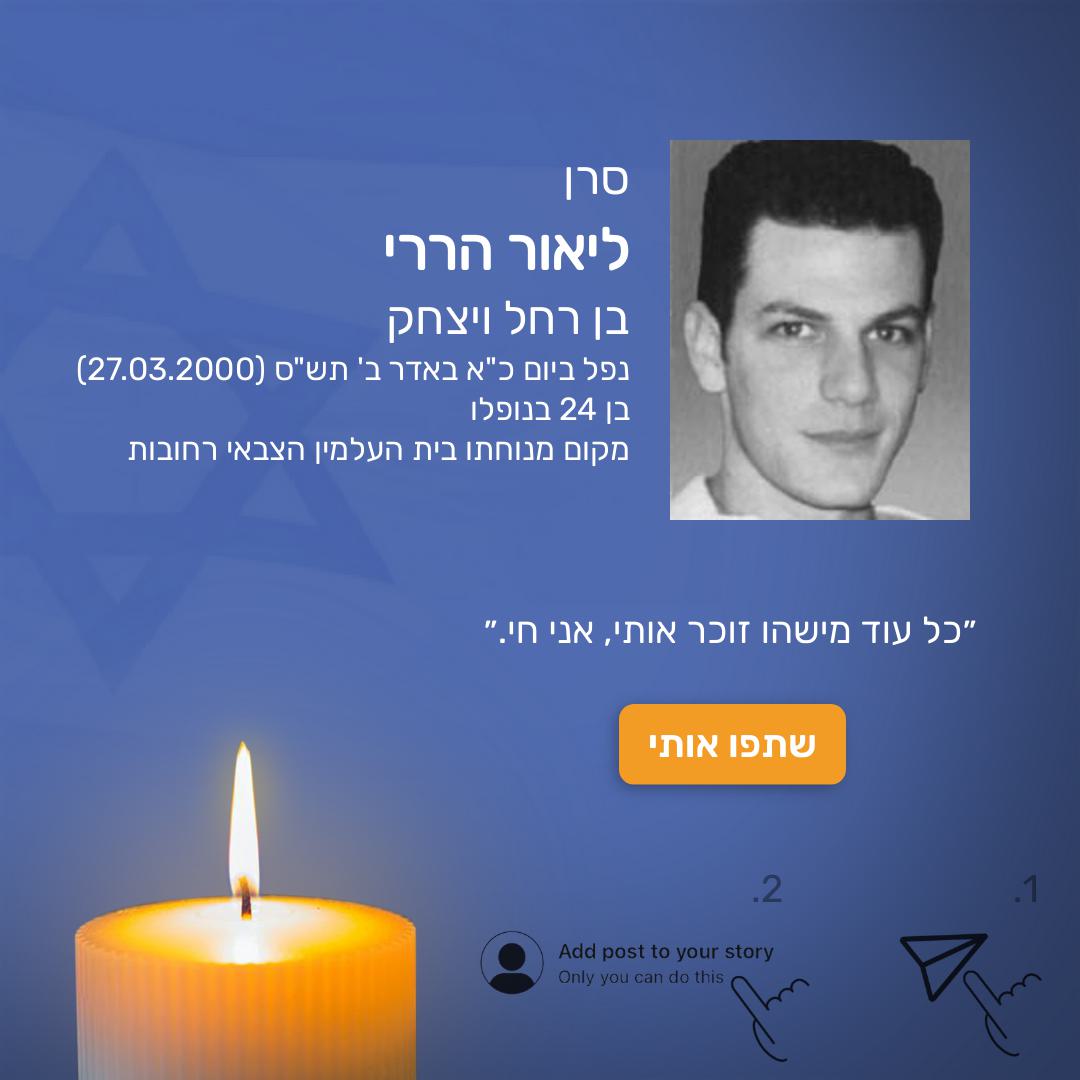 סרן
ליאור הררי
בן רחל ויצחק
נפל ביום כ"א באדר ב' תש"ס (27.03.2000)
בן 24 בנופלו
מקום מנוחתו בית העלמין הצבאי רחובות
״כל עוד מישהו זוכר אותי, אני חי.״
שתפו אותי
1.
2.
Add post to your story
Only you can do this